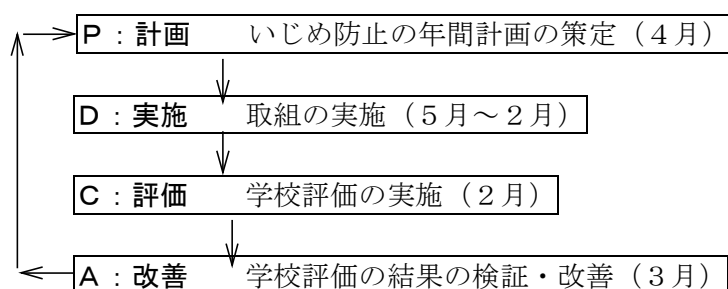 P：計画　　いじめ防止の年間計画の策定（４月）
D：実施　　取組の実施（５月～２月）
C：評価　　学校評価の実施（２月）
A：改善　　学校評価の結果の検証・改善（３月）